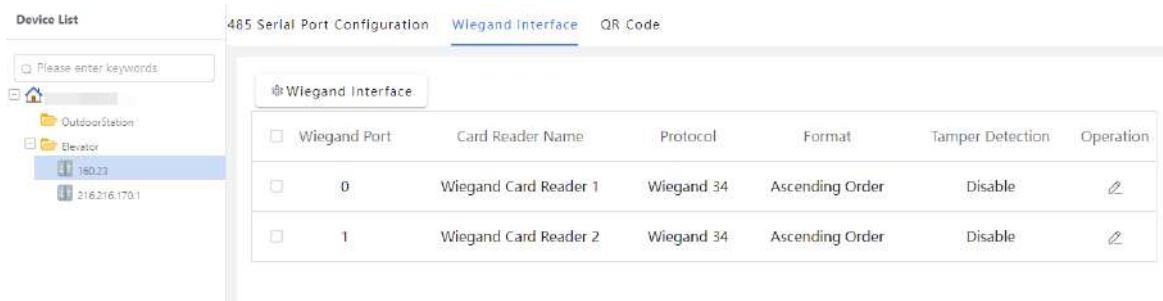 Device List
485 Serial Port Configuration Wiegand Interface QR Code
Please enter keywords
Wiegand Interface
OutdoorStation
Elevator
160.23
216.216.170.1
Wiegand Port Card Reader Name Protocol Format Tamper Detection Operation
0 Wiegand Card Reader 1 Wiegand 34 Ascending Order Disable
1 Wiegand Card Reader 2 Wiegand 34 Ascending Order Disable